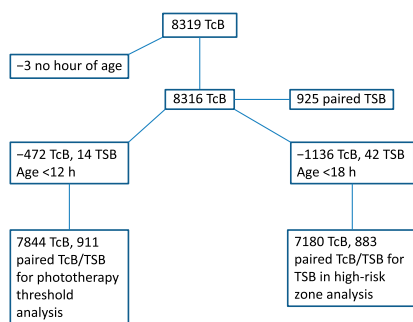 8319 TcB
−3 no hour of age
8316 TcB
925 paired TSB
−472 TcB, 14 TSB
Age <12 h
−1136 TcB, 42 TSB
Age <18 h
7844 TcB, 911
paired TcB/TSB
for phototherapy
threshold
analysis
7180 TcB, 883
paired TcB/TSB for
TSB in high-risk
zone analysis